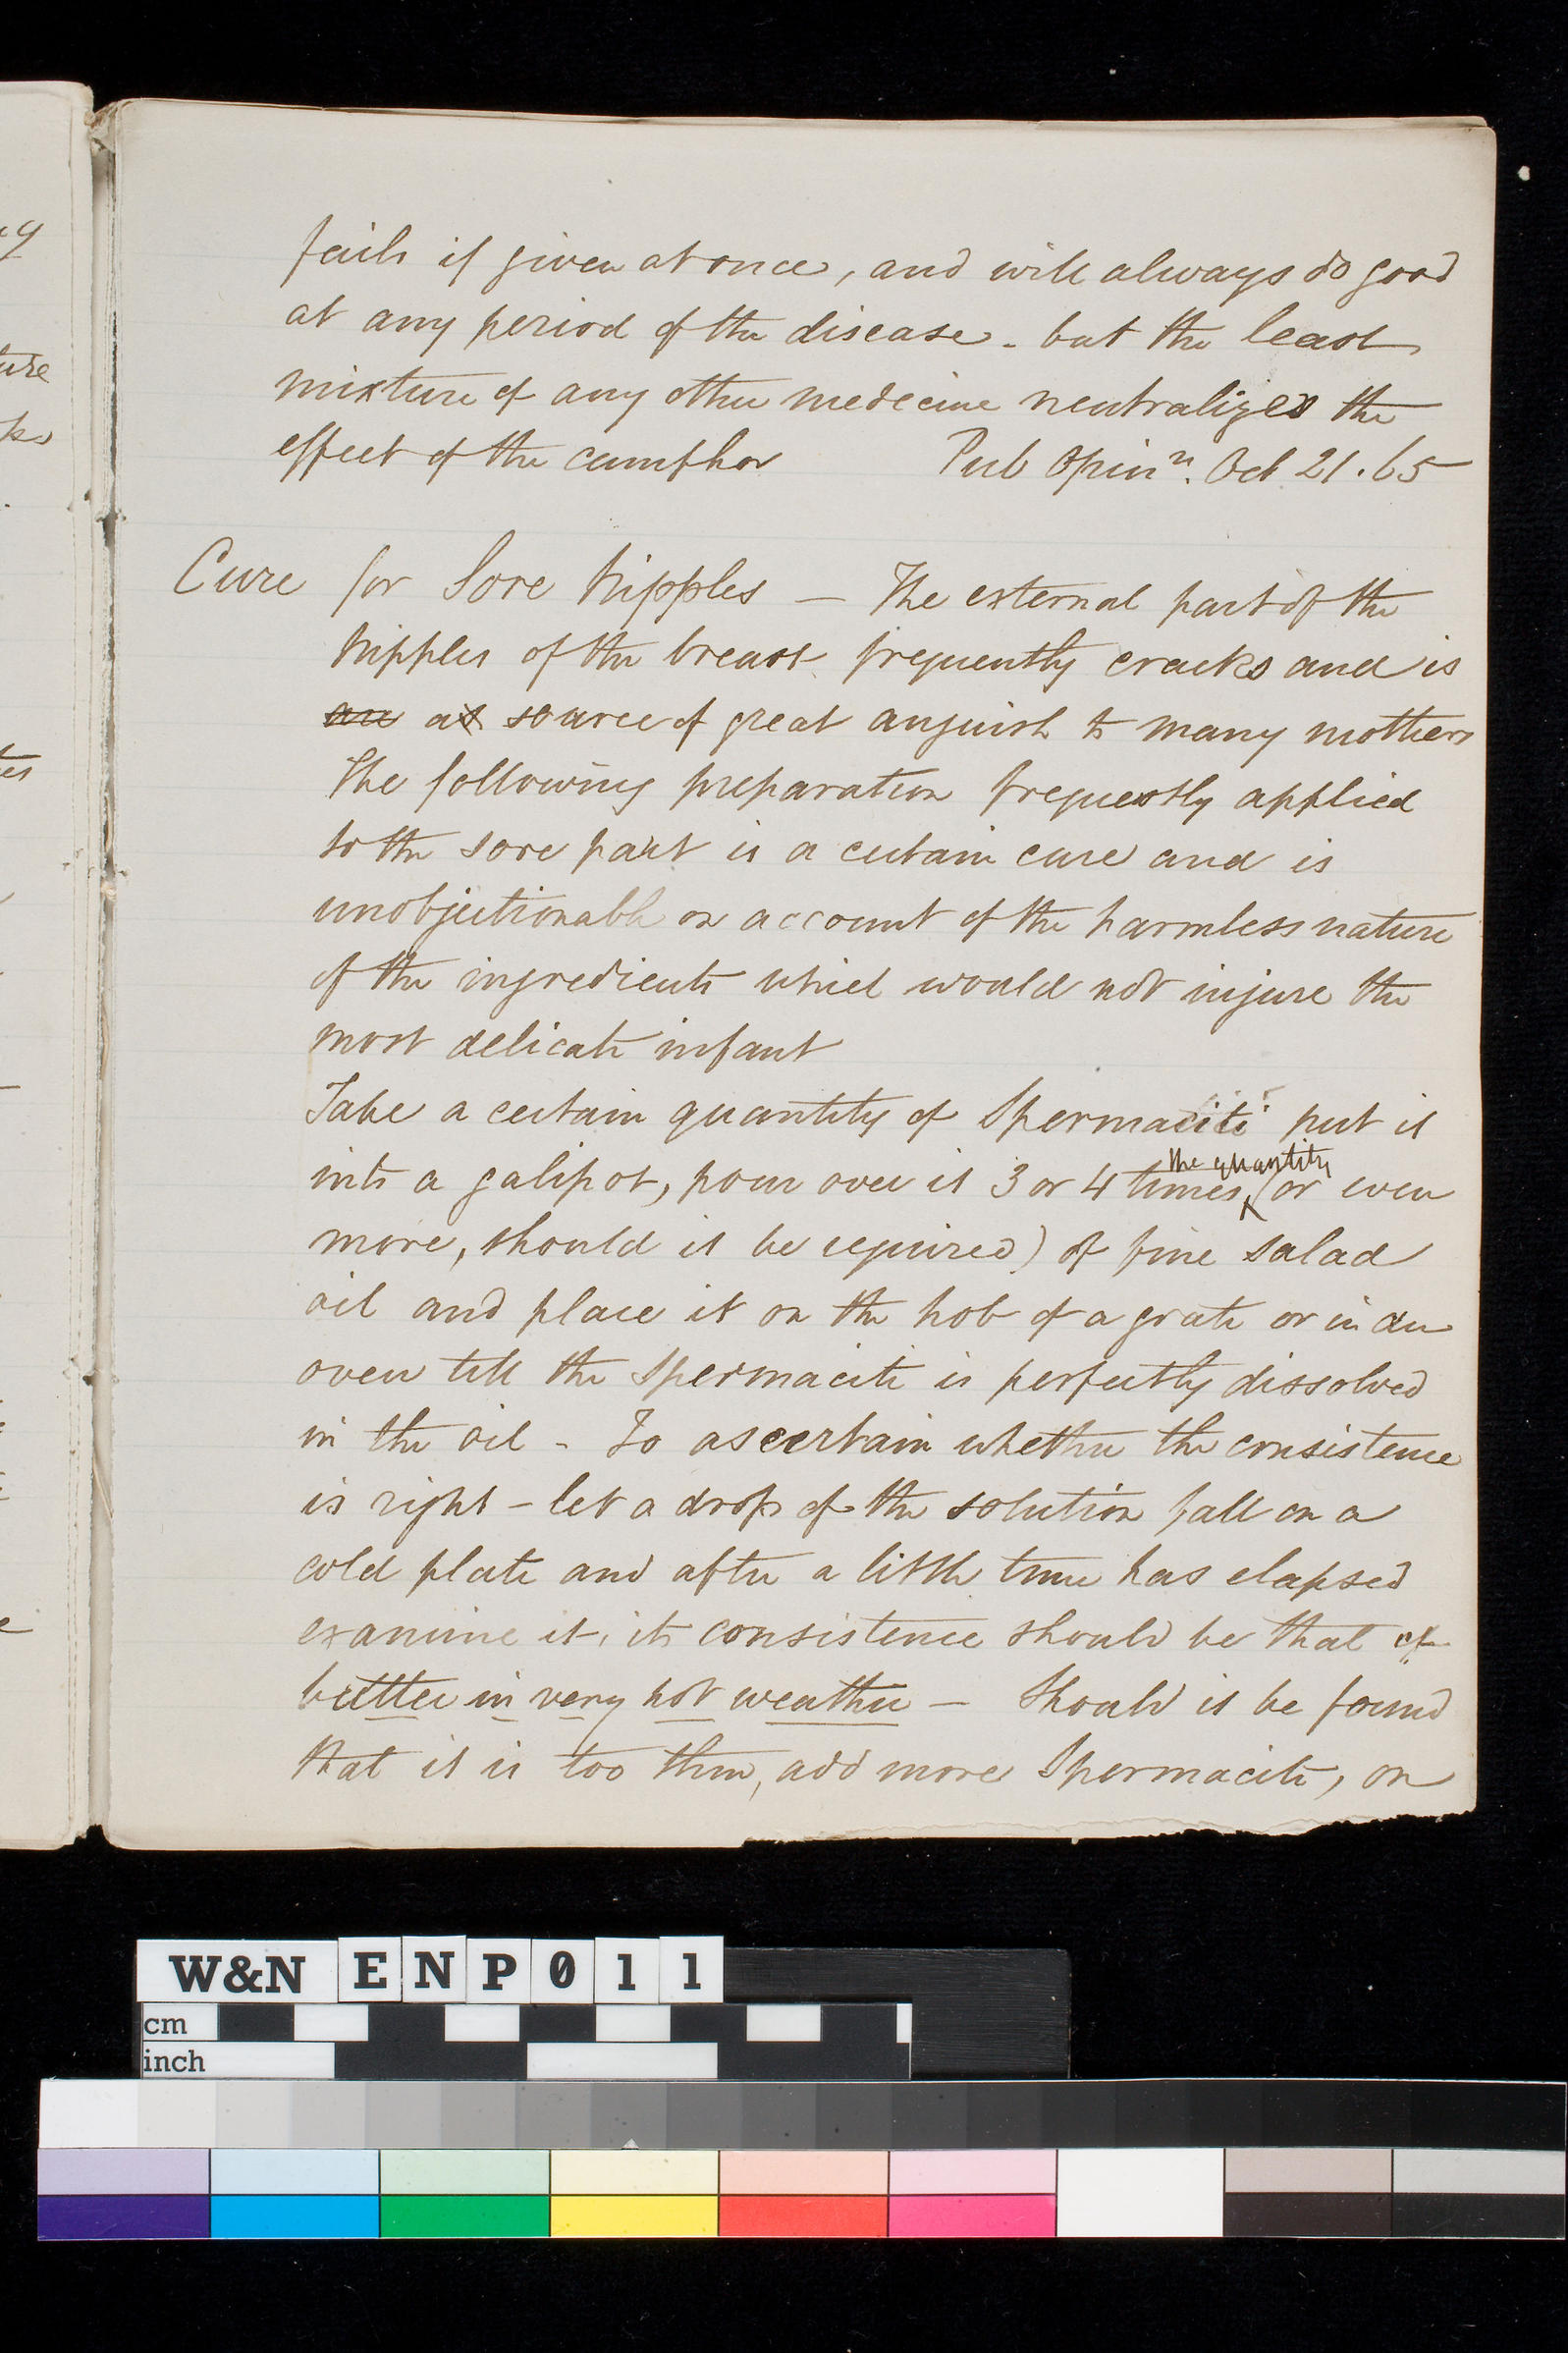 fails if given at once, and will always do good
at any period of the disease - but the least
mixture of any other medecine neutralizes the
effect of the camphor Pub Opinn. Oct 21. 65
Cure for Sore Nipples — The external part of the
Nipples of the breast frequently cracks and is
a source of great anguish to many mothers
The following preparation frequently applied
to the sore part is a certain cure and is
unobjectionable on account of the harmless nature
of the ingredients which would not injure the
most delicate infant
Take a certain quantity of Spermaciti put it
the quantity
into a galipot, pour over it 3 or 4 times (or even
more, should it be required) of fine salad
oil and place it on the hob of a grate or in an
oven till the Spermaciti is perfectly dissolved
in the oil - To ascertain whether the consistence
is right – let a drop of the solution fall on a
cold plate and after a little time has elapsed
examine it, its consistence should be that of
butter in very hot weather — Should it be found
that it is too thin, add more Spermaciti, on
W&N ENP011
cm
inch
ure
ks
tes